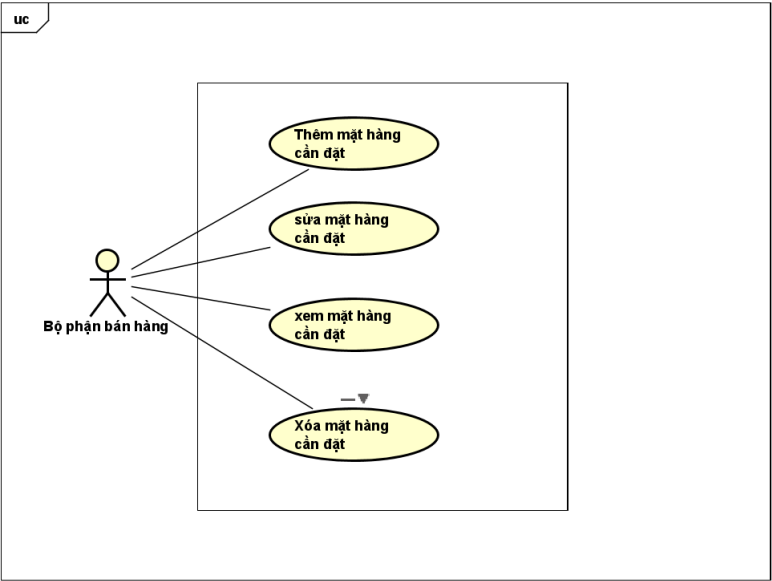 uc
Thêm mặt hàng
cần đặt
sửa mặt hàng
cần đặt
xem mặt hàng
cần đặt
Bộ phận bán hàng
Xóa mặt hàng
cần đặt